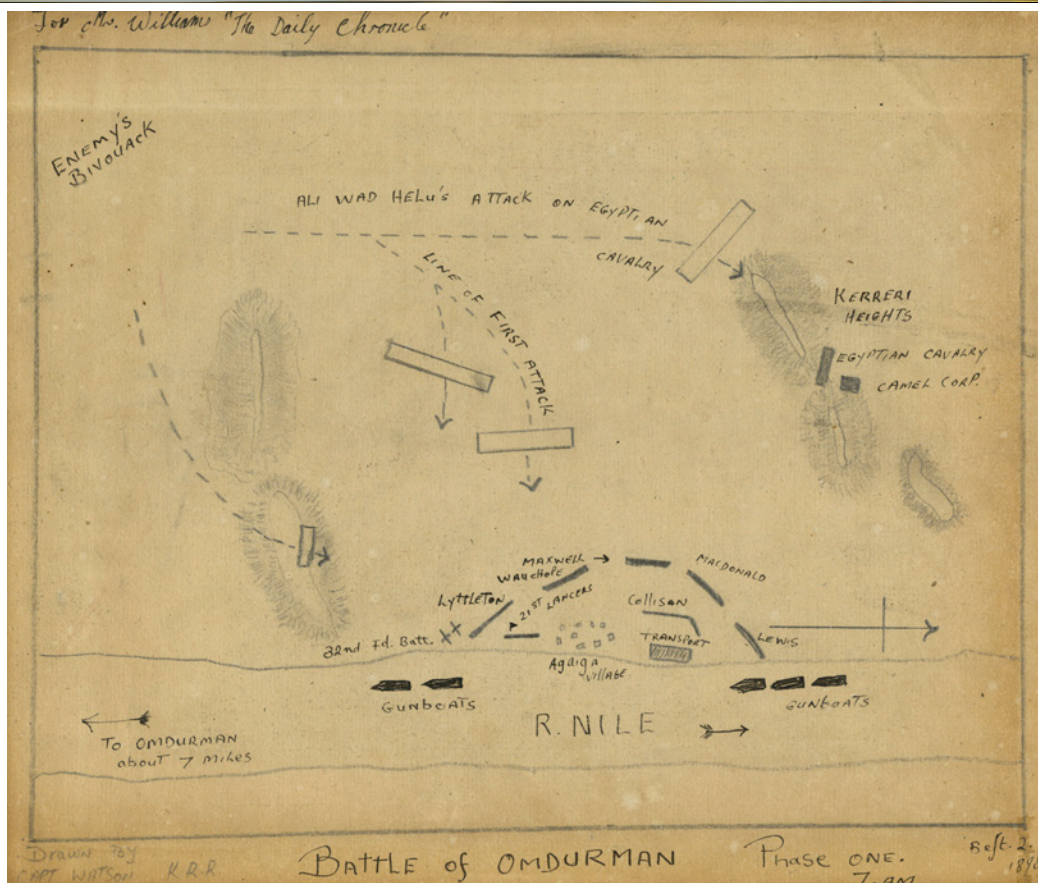 For Mr. William "The Daily Chronicle"
ENEMY'S
BIVOUACK
ALI WAD HELU'S ATTACK ON EGYPTIAN
CAVALRY
LINE OF FIRST ATTACK
KERRERI
HEIGHTS
EGYPTIAN CAVALRY
CAMEL CORP.
MAXWELL
WAUCHOPE
MACDONALD
LYTTLETON
21ST LANCERS
Collison
32nd Fd. Batt.
TRANSPORT
LEWIS
Agaiga
village
GUNBOATS
GUNBOATS
R. NILE
TO OMDURMAN
about 7 miles
Drawn By
CAPT WATSON K.R.R.
BATTLE of OMDURMAN
Phase ONE.
7. AM
Sept. 2.